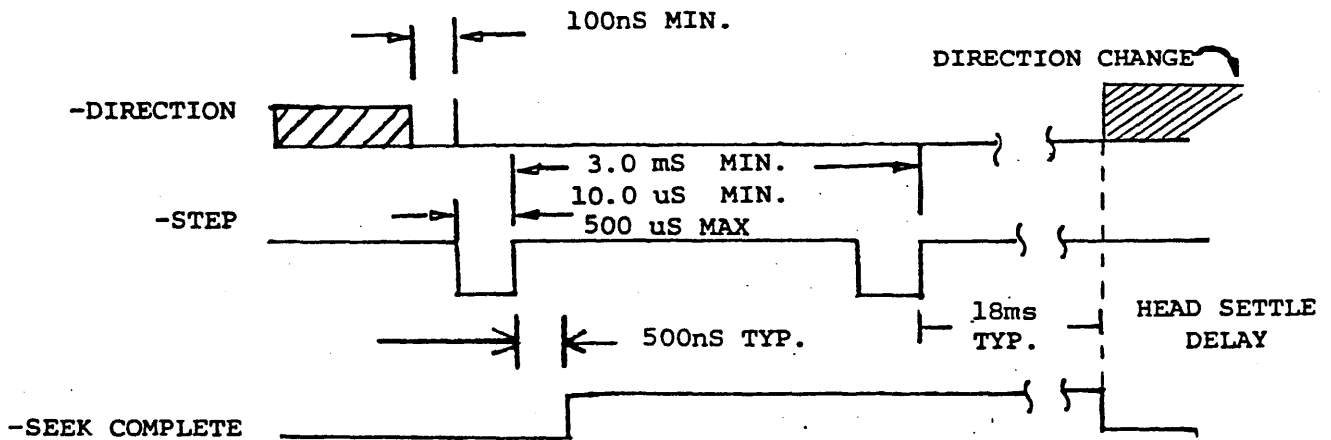 100nS MIN.
DIRECTION CHANGE
-DIRECTION
3.0 mS MIN.
10.0 uS MIN.
-STEP
500 uS MAX
18ms
TYP.
HEAD SETTLE
DELAY
500nS TYP.
-SEEK COMPLETE